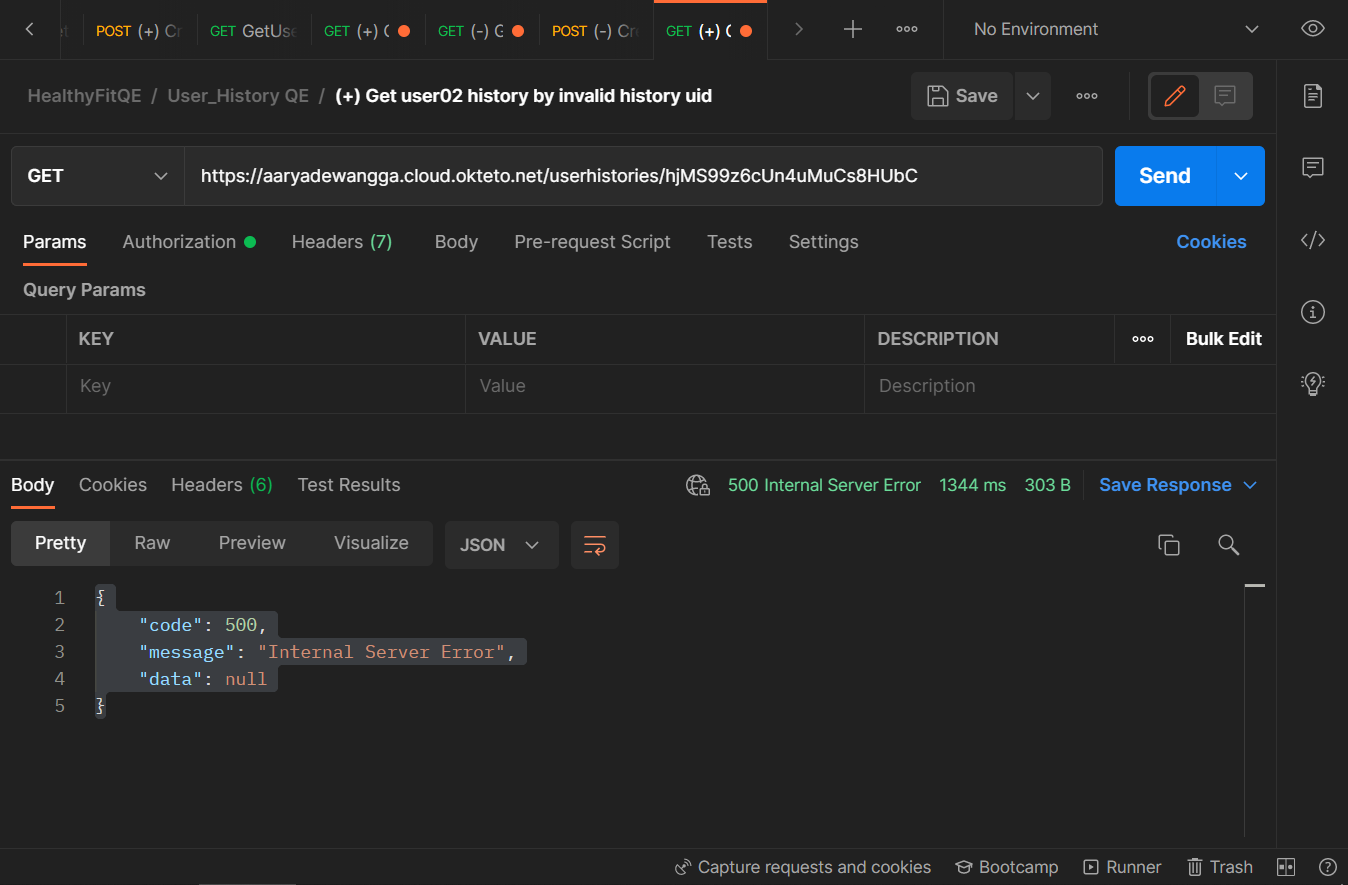 POST (+) Cr GET GetUse GET (+) GET (-) G POST (-) Cre GET (+) No Environment
HealthyFitQE / User_History QE / (+) Get user02 history by invalid history uid Save
GET https://aaryadewangga.cloud.okteto.net/userhistories/hjMS99z6cUn4uMuCs8HUbC Send
Params Authorization Headers (7) Body Pre-request Script Tests Settings Cookies
Query Params
KEY VALUE DESCRIPTION Bulk Edit
Key Value Description
Body Cookies Headers (6) Test Results 500 Internal Server Error 1344 ms 303 B Save Response
Pretty Raw Preview Visualize JSON
1 {
2 "code": 500,
3 "message": "Internal Server Error",
4 "data": null
5 }
Capture requests and cookies Bootcamp Runner Trash